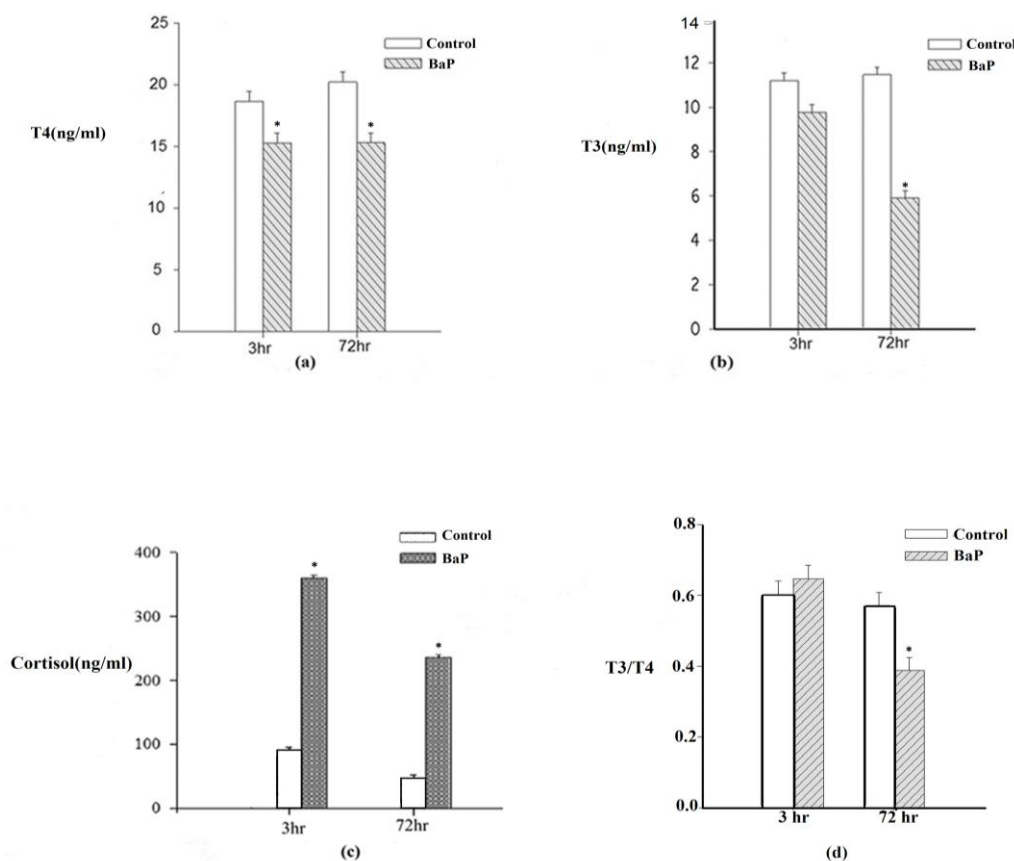 25
20
15
10
5
0
T4(ng/ml)
Control
BaP
*
*
3hr
72hr
(a)
14
12
10
8
6
4
2
0
T3(ng/ml)
Control
BaP
*
3hr
72hr
(b)
400
300
200
100
0
Cortisol(ng/ml)
Control
BaP
*
*
3hr
72hr
(c)
0.8
0.6
0.4
0.2
0.0
T3/T4
Control
BaP
*
3 hr
72 hr
(d)